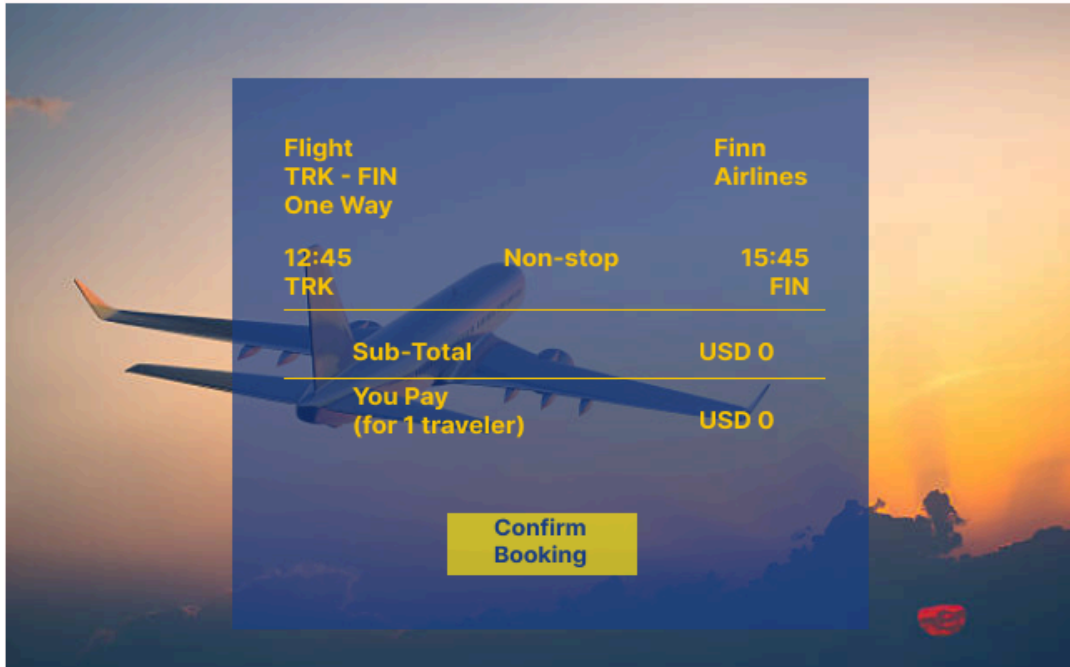 Flight
TRK - FIN
One Way
Finn
Airlines
12:45
TRK
Non-stop
15:45
FIN
Sub-Total
USD 0
You Pay
(for 1 traveler)
USD 0
Confirm
Booking